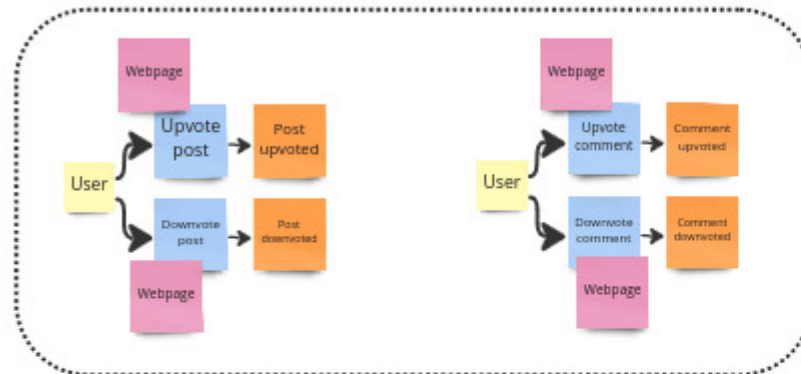 Webpage
Upvote
post
Post
upvoted
User
Downvote
post
Post
downvoted
Webpage
Webpage
Upvote
comment
Comment
upvoted
User
Downvote
comment
Comment
downvoted
Webpage